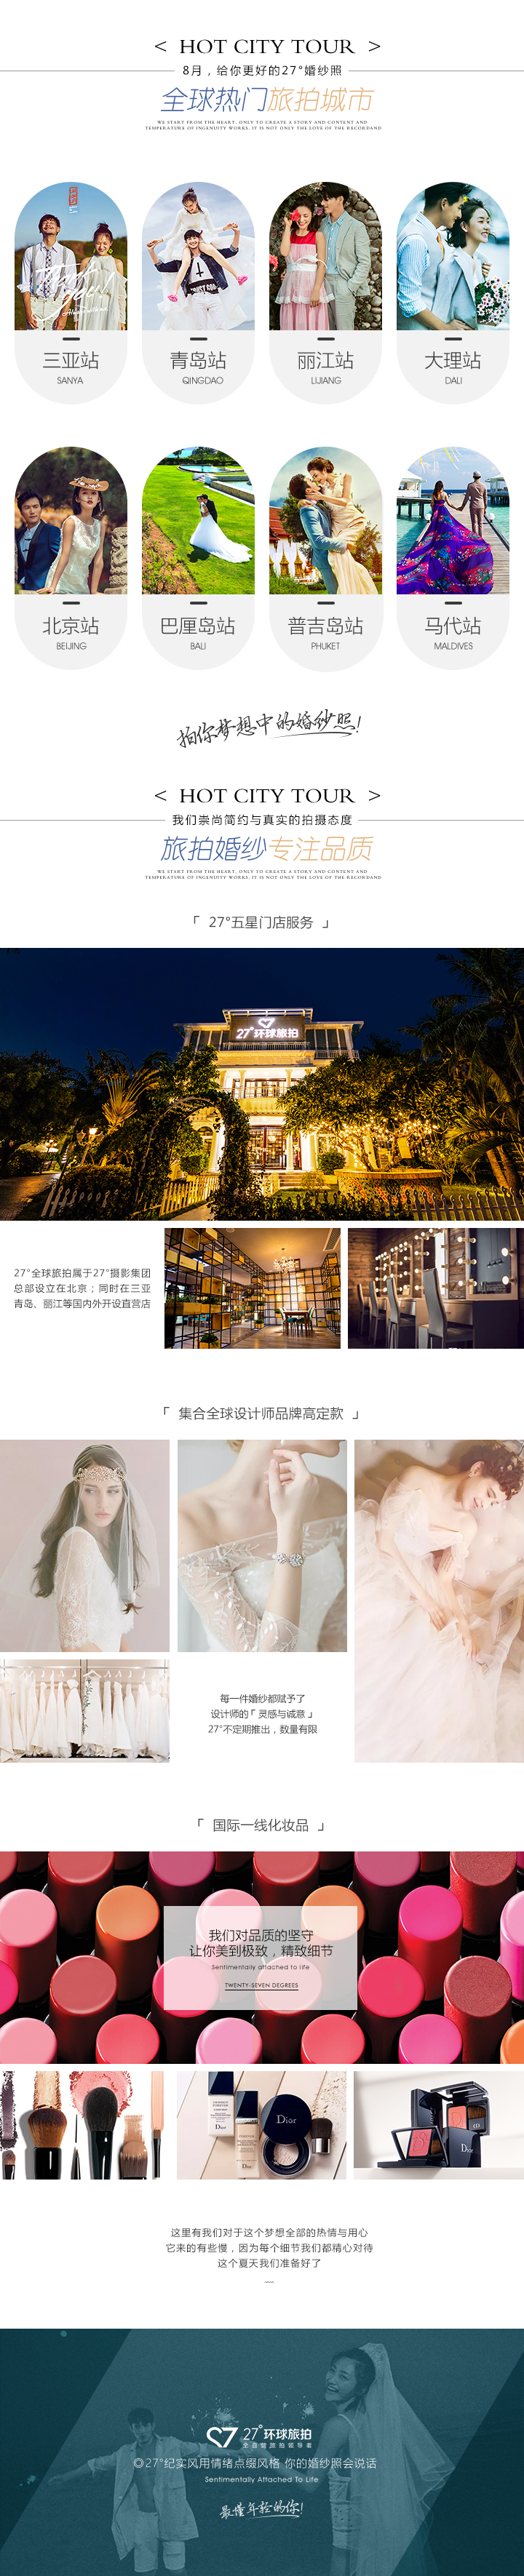 < HOT CITY TOUR >
8月，给你更好的27°婚纱照
全球热门旅拍城市
WE START FROM THE HEART, ONLY TO CREATE A STORY AND CONTENT AND
TEMPERATURE OF INGENUITY WORKS. IT IS NOT ONLY THE LOVE OF THE RECORDAND
三亚站
SANYA
青岛站
QINGDAO
丽江站
LIJIANG
大理站
DALI
北京站
BEIJING
巴厘岛站
BALI
普吉岛站
PHUKET
马代站
MALDIVES
拍你梦想中的婚纱照!
< HOT CITY TOUR >
我们崇尚简约与真实的拍摄态度
旅拍婚纱专注品质
WE START FROM THE HEART, ONLY TO CREATE A STORY AND CONTENT AND
TEMPERATURE OF INGENUITY WORKS. IT IS NOT ONLY THE LOVE OF THE RECORDAND
「 27°五星门店服务 」
27°环球旅拍
27°全球旅拍属于27°摄影集团
总部设立在北京；同时在三亚
青岛、丽江等国内外开设直营店
「 集合全球设计师品牌高定款 」
每一件婚纱都赋予了
设计师的「 灵感与诚意 」
27°不定期推出，数量有限
「 国际一线化妆品 」
我们对品质的坚守
让你美到极致，精致细节
Sentimentally attached to life
TWENTY-SEVEN DEGREES
Dior
Dior
Dior
Dior
这里有我们对于这个梦想全部的热情与用心
它来的有些慢，因为每个细节我们都精心对待
这个夏天我们准备好了
—
27°环球旅拍
全直营旅拍领导者
◎27°纪实风用情绪点缀风格 你的婚纱照会说话
Sentimentally Attached To Life
最懂年轻的你!